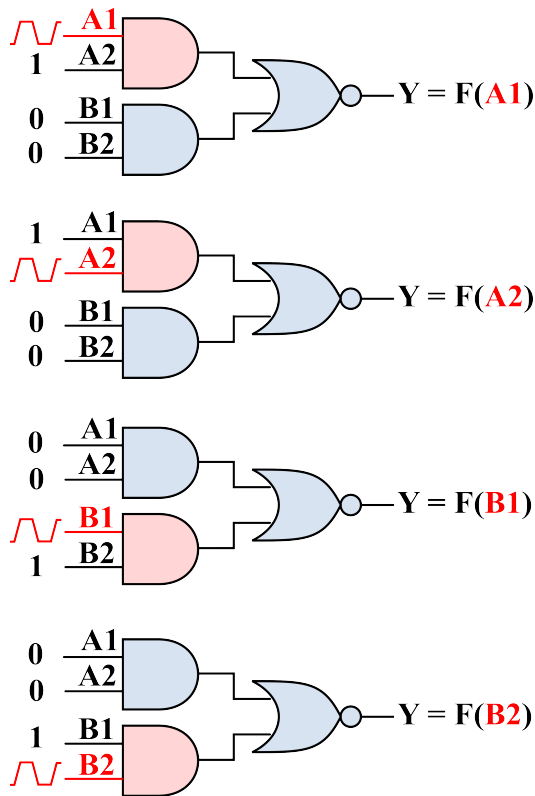 A1
1 A2 Y = F(A1)
0 B1
0 B2
1 A1
A2 Y = F(A2)
0 B1
0 B2
0 A1
0 A2
B1 Y = F(B1)
1 B2
0 A1
0 A2
1 B1 Y = F(B2)
B2